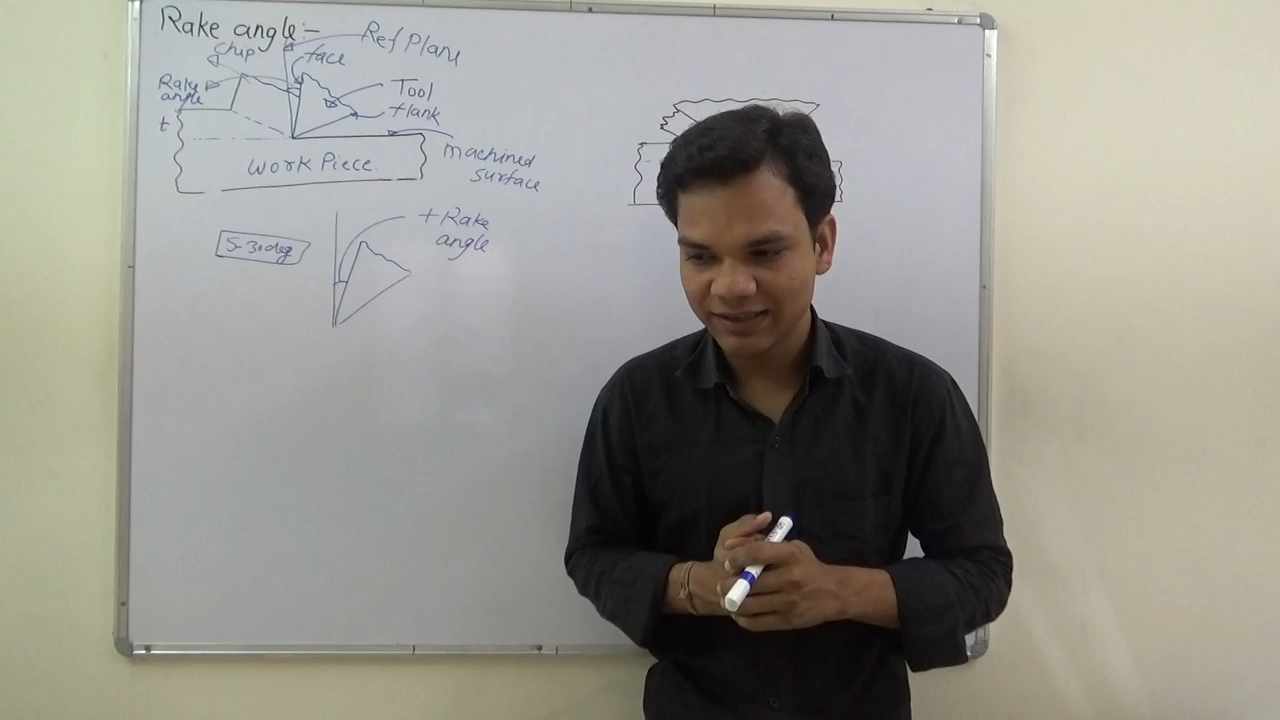 Rake angle:-
Ref Plane
chip
face
Rake
angle
Tool
flank
t
Work Piece
machined
surface
+ Rake
angle
5-30deg